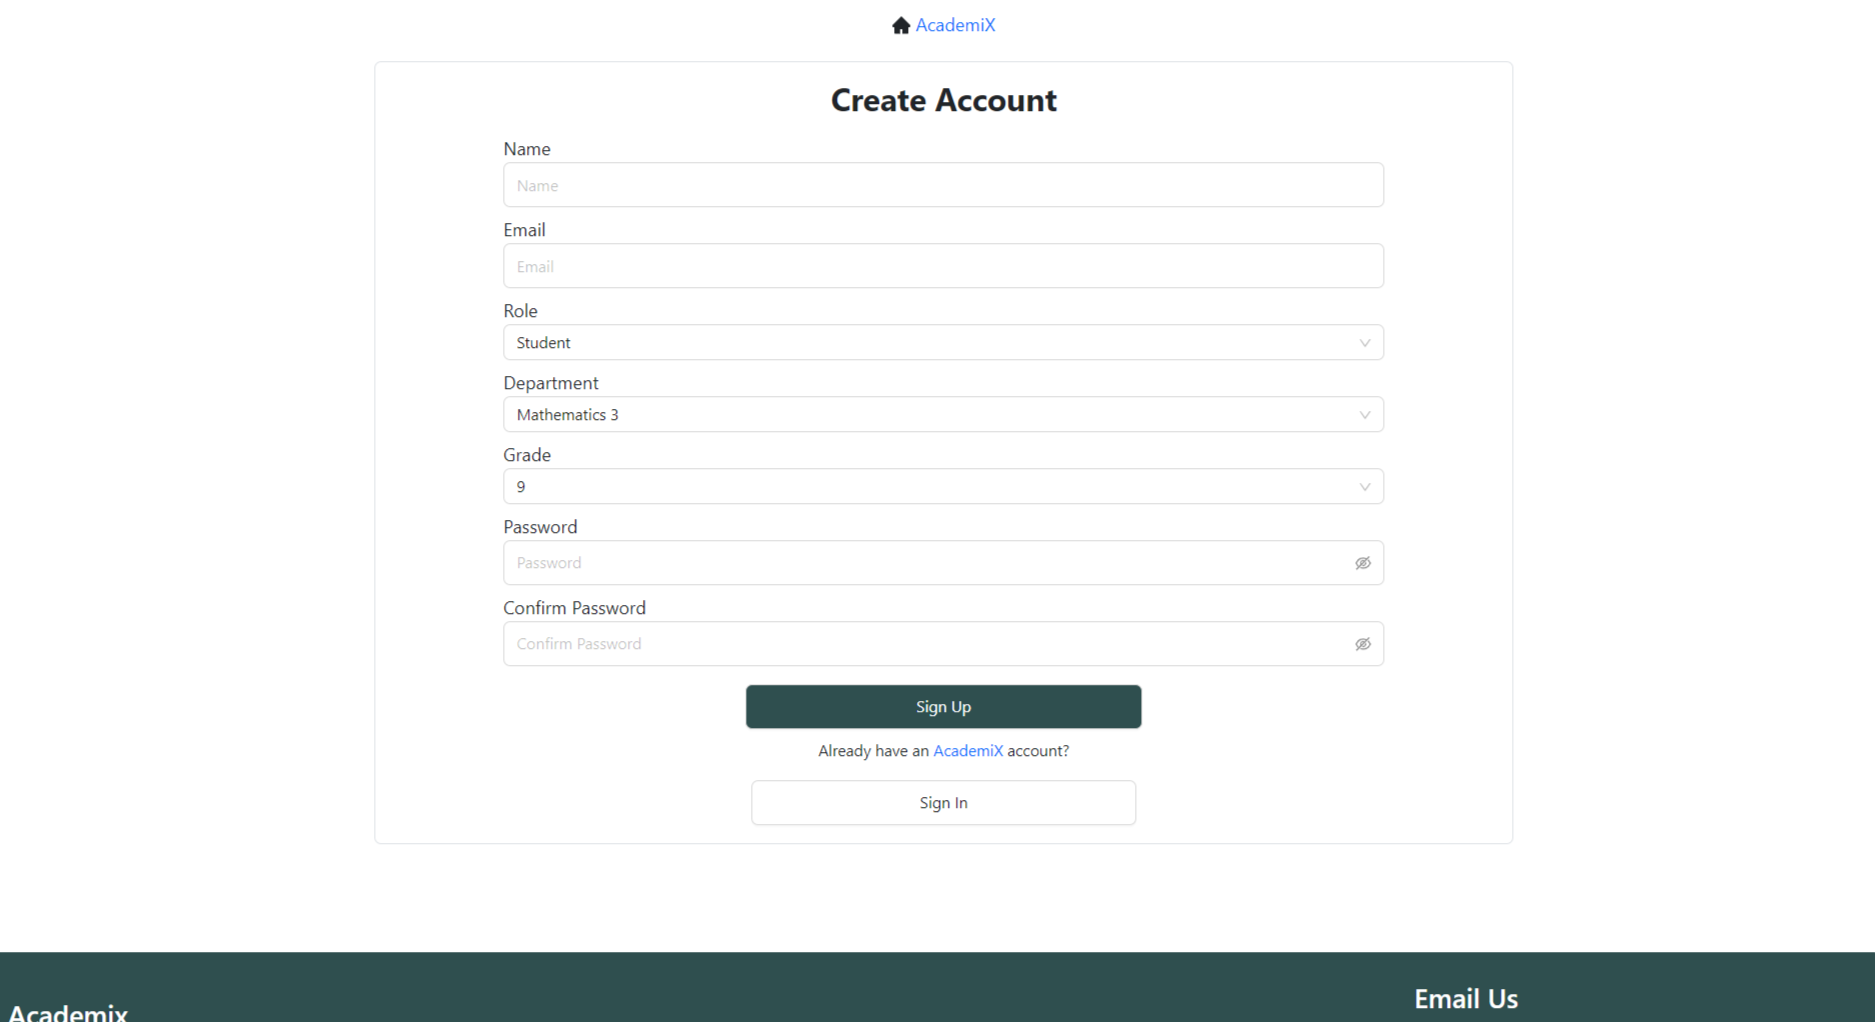 AcademiX
Create Account
Name
Name
Email
Email
Role
Student
Department
Mathematics 3
Grade
9
Password
Password
Confirm Password
Confirm Password
Sign Up
Already have an AcademiX account?
Sign In
Academix
Email Us